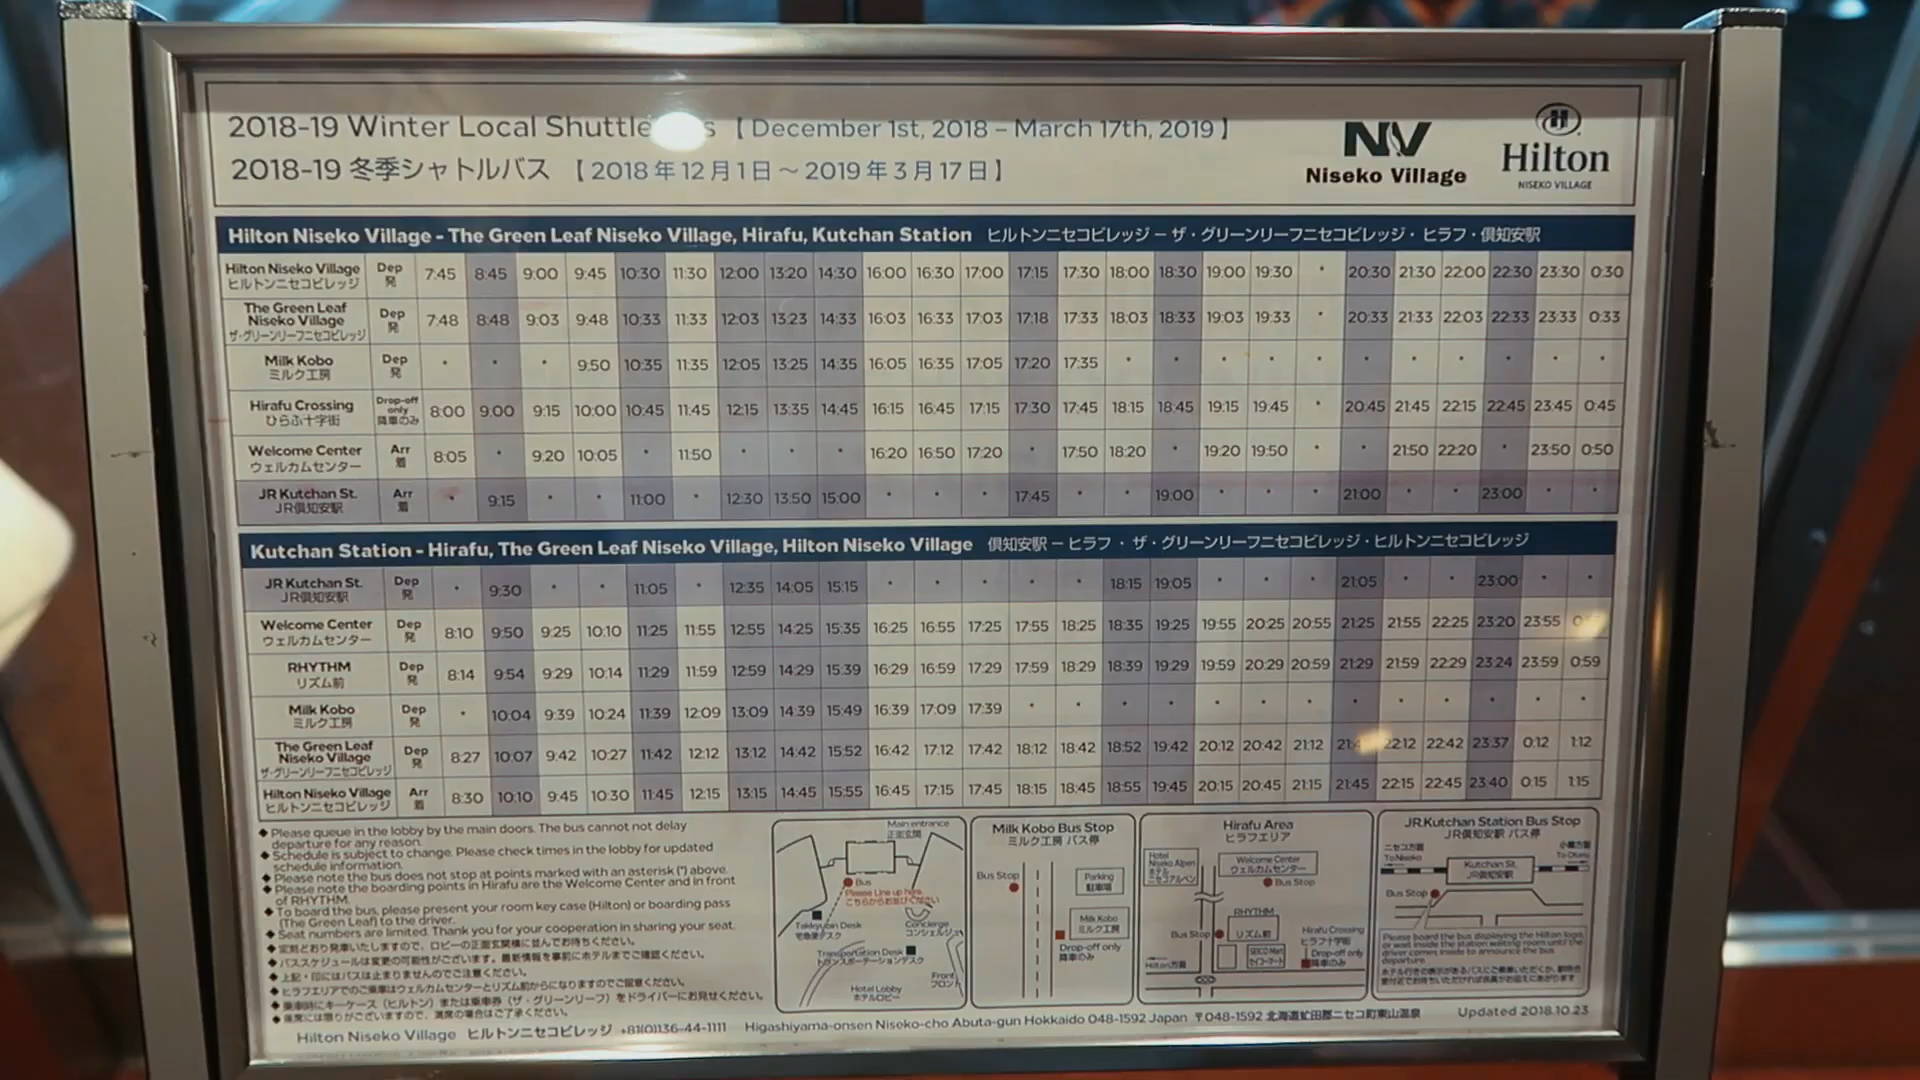 2018-19 Winter Local Shuttle s 【December 1st, 2018 – March 17th, 2019】
2018-19 冬季シャトルバス 【2018年12月1日～2019年3月17日】
NV
Niseko Village
H
Hilton
NISEKO VILLAGE
Hilton Niseko Village - The Green Leaf Niseko Village, Hirafu, Kutchan Station ヒルトンニセコビレッジ – ザ・グリーンリーフニセコビレッジ・ヒラフ・倶知安駅
Hilton Niseko Village ヒルトンニセコビレッジ Dep 発 7:45 8:45 9:00 9:45 10:30 11:30 12:00 13:20 14:30 16:00 16:30 17:00 17:15 17:30 18:00 18:30 19:00 19:30 * 20:30 21:30 22:00 22:30 23:30 0:30
The Green Leaf Niseko Village ザ・グリーンリーフニセコビレッジ Dep 発 7:48 8:48 9:03 9:48 10:33 11:33 12:03 13:23 14:33 16:03 16:33 17:03 17:18 17:33 18:03 18:33 19:03 19:33 * 20:33 21:33 22:03 22:33 23:33 0:33
Milk Kobo ミルク工房 Dep 発 * * * 9:50 10:35 11:35 12:05 13:25 14:35 16:05 16:35 17:05 17:20 17:35 * * * * * * * * * * *
Hirafu Crossing ひらふ十字街 Drop-off only 降車のみ 8:00 9:00 9:15 10:00 10:45 11:45 12:15 13:35 14:45 16:15 16:45 17:15 17:30 17:45 18:15 18:45 19:15 19:45 * 20:45 21:45 22:15 22:45 23:45 0:45
Welcome Center ウェルカムセンター Arr 着 8:05 * 9:20 10:05 * 11:50 * * * 16:20 16:50 17:20 * 17:50 18:20 * 19:20 19:50 * * 21:50 22:20 * 23:50 0:50
JR Kutchan St. JR倶知安駅 Arr 着 * 9:15 * * 11:00 * 12:30 13:50 15:00 * * * 17:45 * * 19:00 * * * 21:00 * * 23:00 * *
Kutchan Station - Hirafu, The Green Leaf Niseko Village, Hilton Niseko Village 倶知安駅 – ヒラフ・ザ・グリーンリーフニセコビレッジ・ヒルトンニセコビレッジ
JR Kutchan St. JR倶知安駅 Dep 発 * 9:30 * * 11:05 * 12:35 14:05 15:15 * * * * * 18:15 19:05 * * * 21:05 * * 23:00 * *
Welcome Center ウェルカムセンター Dep 発 8:10 9:50 9:25 10:10 11:25 11:55 12:55 14:25 15:35 16:25 16:55 17:25 17:55 18:25 18:35 19:25 19:55 20:25 20:55 21:25 21:55 22:25 23:20 23:55
RHYTHM リズム前 Dep 発 8:14 9:54 9:29 10:14 11:29 11:59 12:59 14:29 15:39 16:29 16:59 17:29 17:59 18:29 18:39 19:29 19:59 20:29 20:59 21:29 21:59 22:29 23:24 23:59 0:59
Milk Kobo ミルク工房 Dep 発 * 10:04 9:39 10:24 11:39 12:09 13:09 14:39 15:49 16:39 17:09 17:39 * * * * * * * * * * * * *
The Green Leaf Niseko Village ザ・グリーンリーフニセコビレッジ Dep 発 8:27 10:07 9:42 10:27 11:42 12:12 13:12 14:42 15:52 16:42 17:12 17:42 18:12 18:42 18:52 19:42 20:12 20:42 21:12 22:12 22:42 23:37 0:12 1:12
Hilton Niseko Village ヒルトンニセコビレッジ Arr 着 8:30 10:10 9:45 10:30 11:45 12:15 13:15 14:45 15:55 16:45 17:15 17:45 18:15 18:45 18:55 19:45 20:15 20:45 21:15 21:45 22:15 22:45 23:40 0:15 1:15
◆ Please queue in the lobby by the main doors. The bus cannot not delay
departure for any reason.
◆ Schedule is subject to change. Please check times in the lobby for updated
schedule information.
◆ Please note the bus does not stop at points marked with an asterisk (*) above.
◆ Please note the boarding points in Hirafu are the Welcome Center and in front
of RHYTHM.
◆ To board the bus, please present your room key case (Hilton) or boarding pass
(The Green Leaf) to the driver.
◆ Seat numbers are limited. Thank you for your cooperation in sharing your seat.
◆ 定刻どおり発車いたしますので、ロビーの正面玄関横に並んでお待ちください。
◆ バススケジュールは変更の可能性がございます。最新情報を事前にホテルまでご確認ください。
◆ 上記・印にはバスは止まりませんのでご注意ください。
◆ ヒラフエリアでのご乗車はウェルカムセンターとリズム前からになりますのでご留意ください。
◆ 乗車時にキーケース（ヒルトン）または乗車券（ザ・グリーンリーフ）をドライバーにお見せください。
◆ 座席には限りがございますので、満席の場合はご了承ください。
Main entrance
正面玄関
Bus
Please Line up here
こちらからお並びください
Takkyubin Desk
宅急便デスク
Concierge
コンシェルジュ
Transportation Desk
トランスポーテーションデスク
Front
フロント
Hotel Lobby
ホテルロビー
Milk Kobo Bus Stop
ミルク工房 バス停
Bus Stop
Parking
駐車場
Milk Kobo
ミルク工房
Drop-off only
降車のみ
Hirafu Area
ヒラフエリア
Hotel
Niseko Alpen
ホテル
ニセコアルペン
Welcome Center
ウェルカムセンター
Bus Stop
RHYTHM
リズム前
Bus Stop
SEICO Mart
セイコーマート
Hirafu Crossing
ヒラフ十字街
Drop-off only
降車のみ
Hilton方面
JR Kutchan Station Bus Stop
JR倶知安駅 バス停
ニセコ方面
To Niseko
小樽方面
To Otaru
Kutchan St.
JR倶知安駅
Bus Stop
Please board the bus displaying the Hilton logo,
or wait inside the station waiting room until the
driver comes inside to announce the bus
departure.
Hilton Niseko Village ヒルトンニセコビレッジ +81(0)136-44-1111 Higashiyama-onsen Niseko-cho Abuta-gun Hokkaido 048-1592 Japan 〒048-1592 北海道虻田郡ニセコ町東山温泉
Updated 2018.10.23